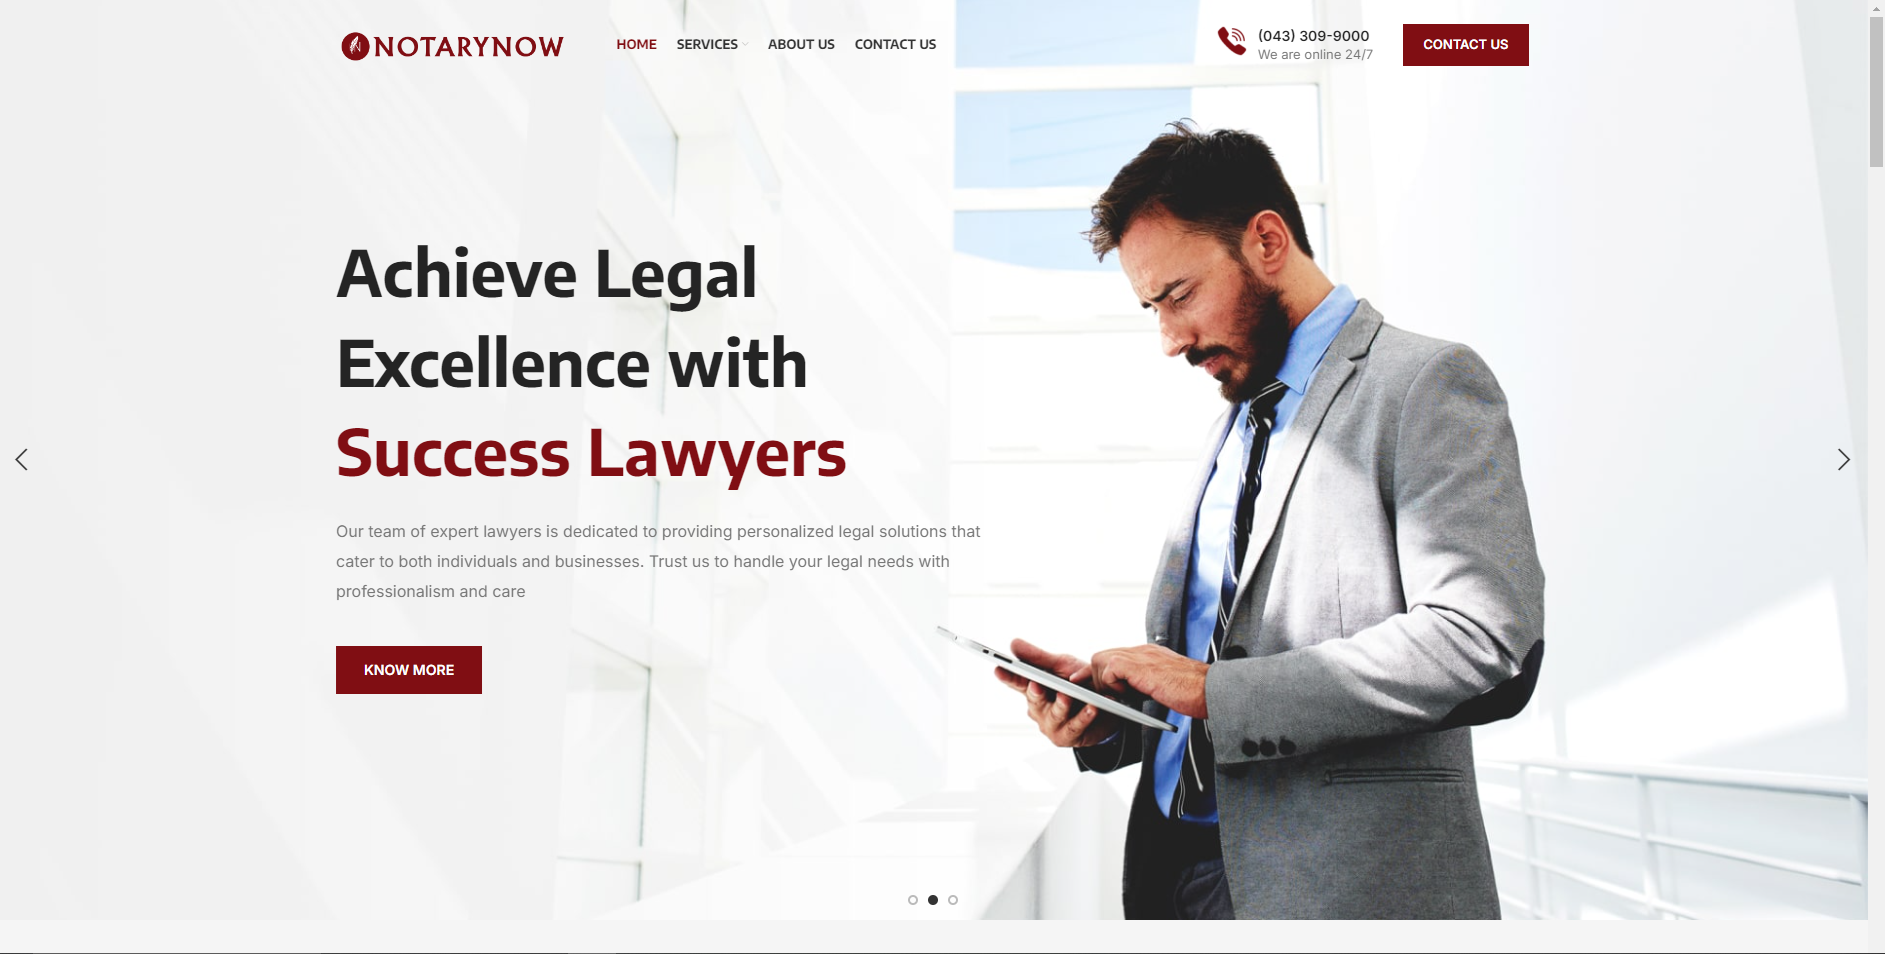 NOTARYNOW
HOME SERVICES ABOUT US CONTACT US
(043) 309-9000
We are online 24/7
CONTACT US
Achieve Legal
Excellence with
Success Lawyers
Our team of expert lawyers is dedicated to providing personalized legal solutions that
cater to both individuals and businesses. Trust us to handle your legal needs with
professionalism and care
KNOW MORE